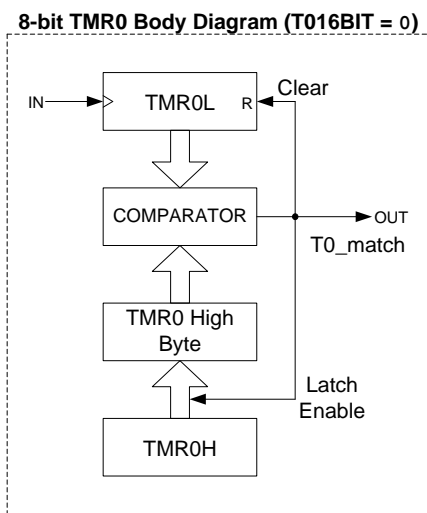 8-bit TMR0 Body Diagram (T016BIT = 0)
IN
TMR0L
R
Clear
COMPARATOR
OUT
T0_match
TMR0 High
Byte
Latch
Enable
TMR0H